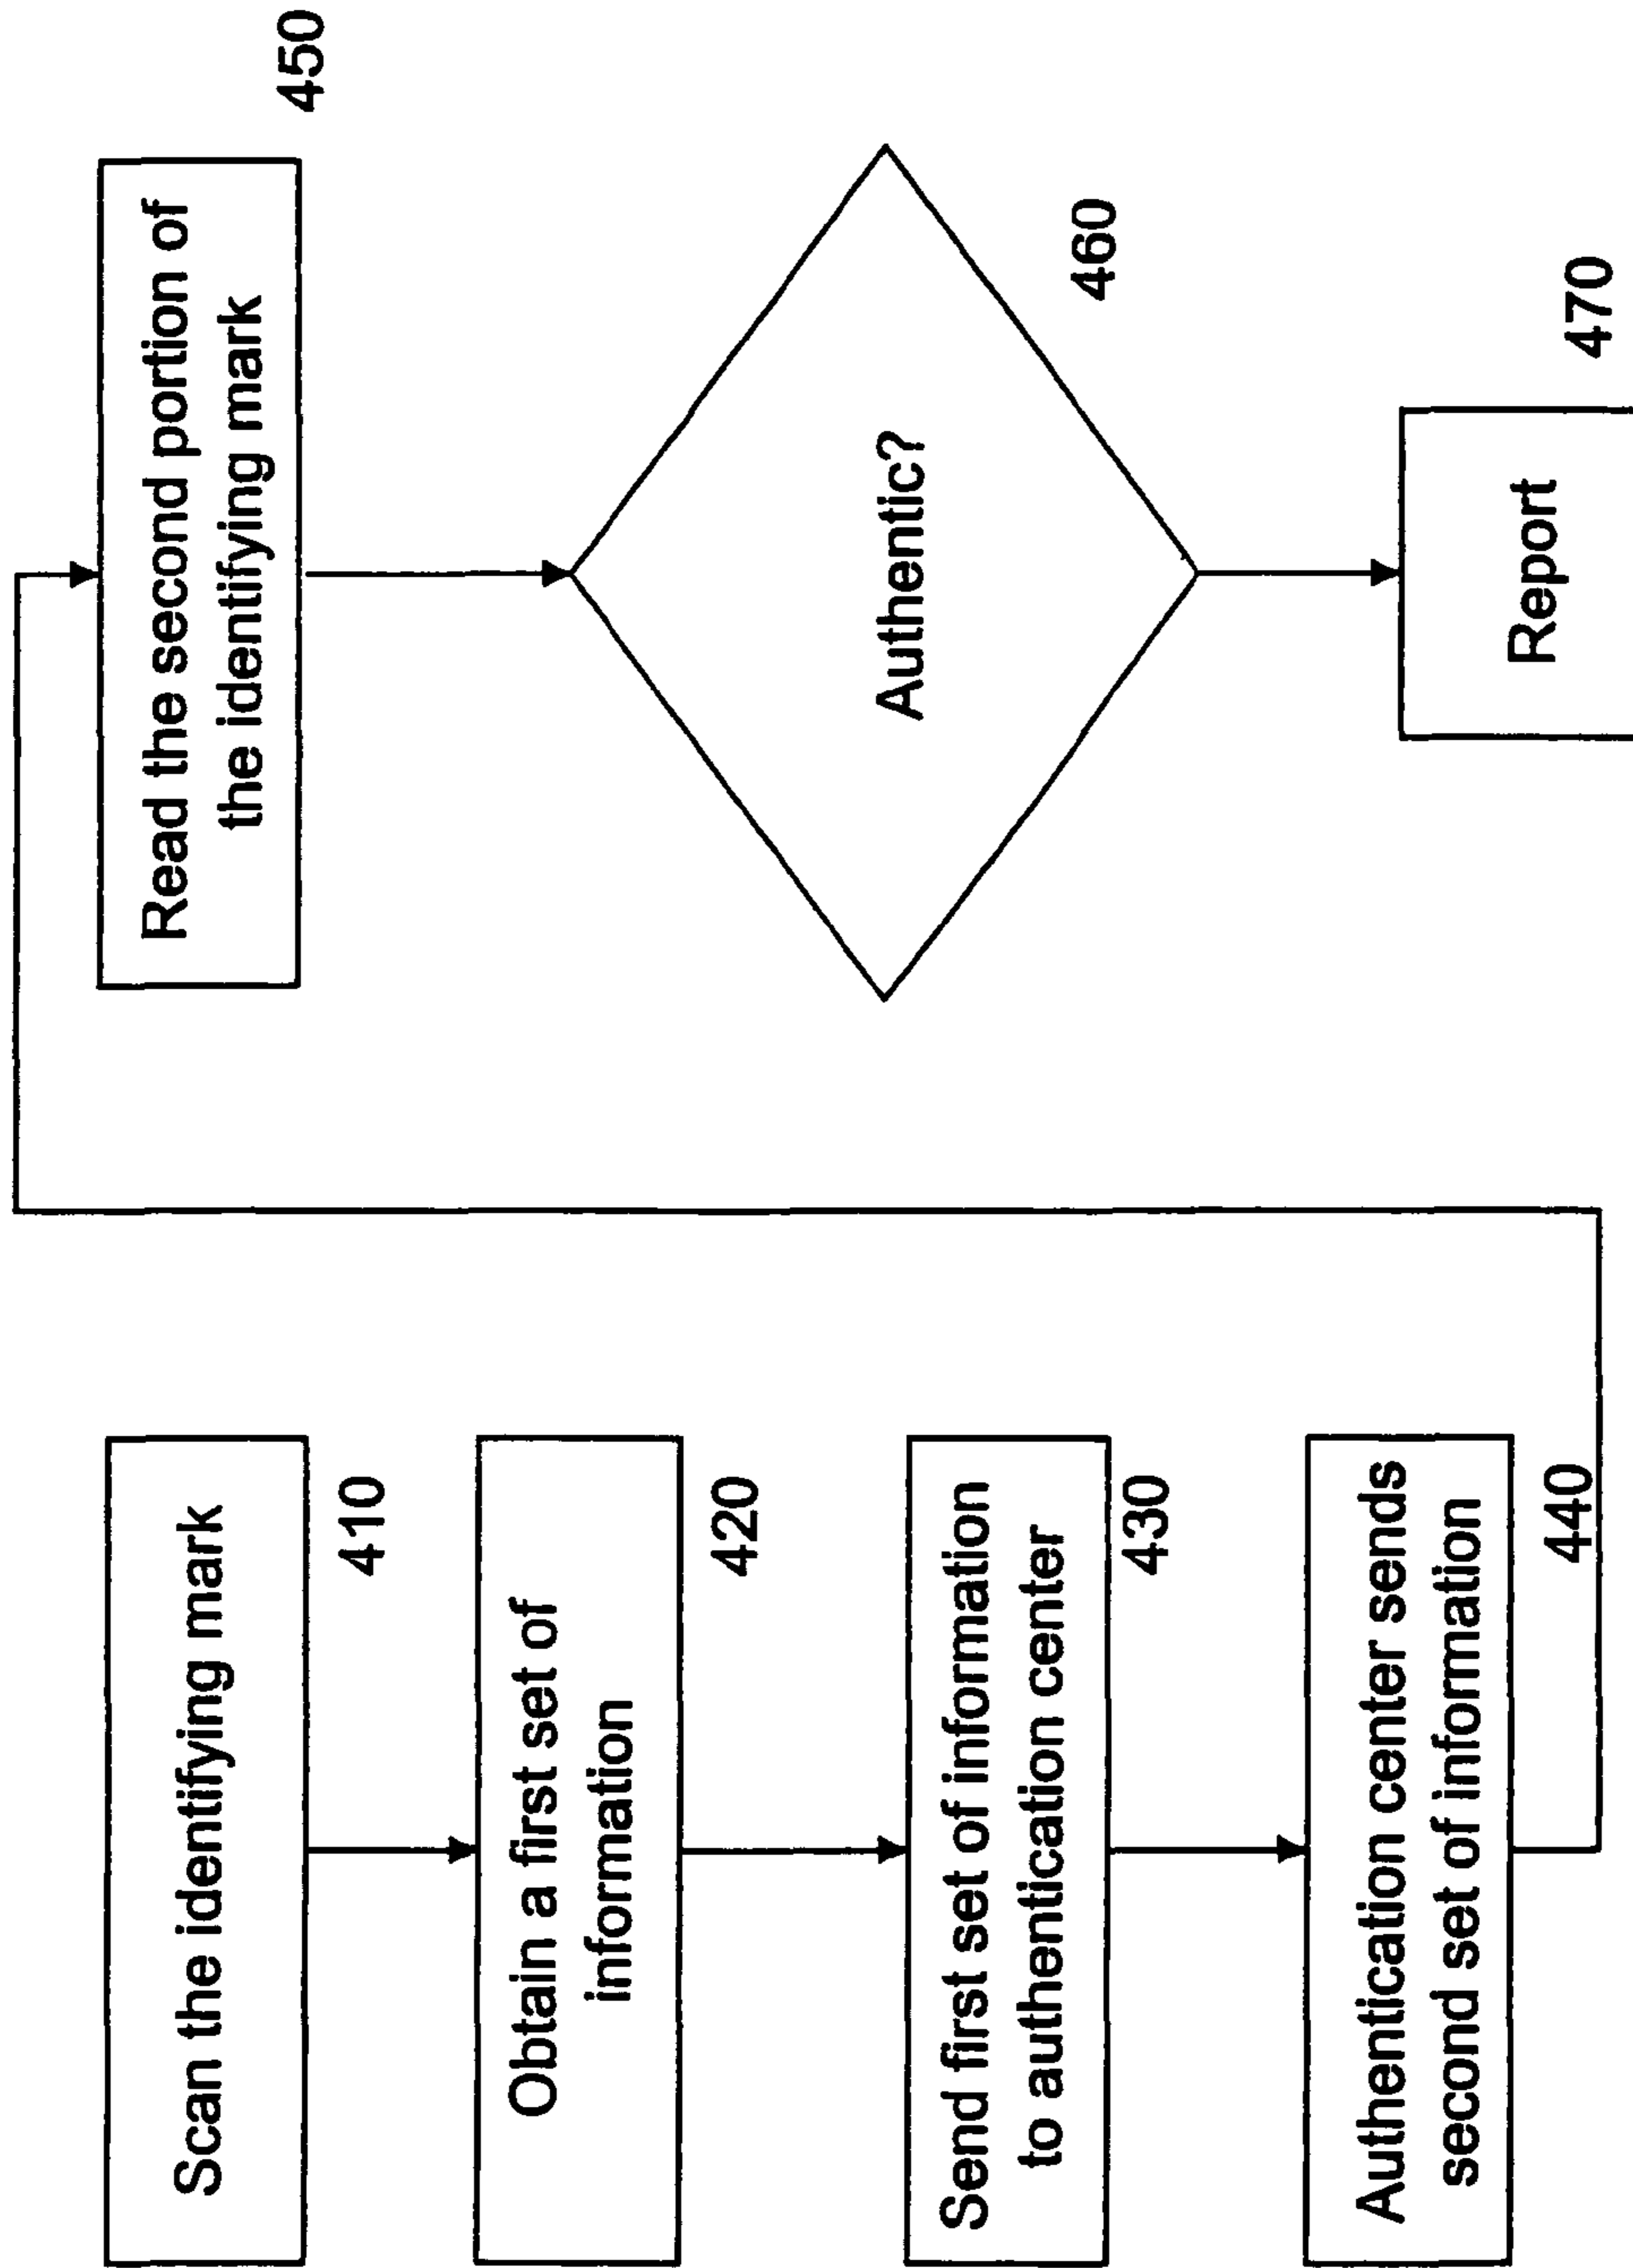 Scan the identifying mark
410
Obtain a first set of
information
420
Send first set of information
to authentication center
430
Authentication center sends
second set of information
440
Read the second portion of
the identifying mark
450
Authentic?
460
Report
470